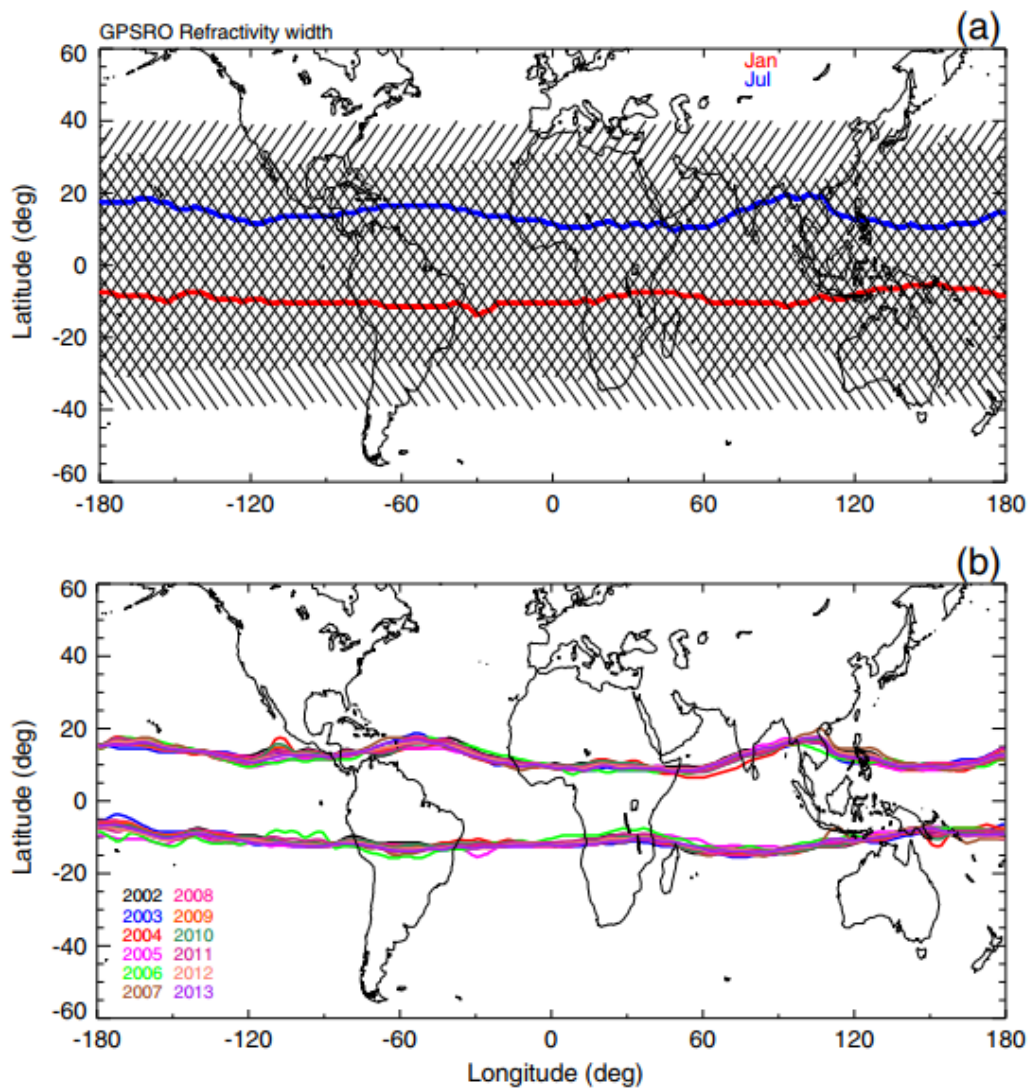 GPSRO Refractivity width
(a)
Jan
Jul
60
40
20
0
-20
-40
-60
Latitude (deg)
-180 -120 -60 0 60 120 180
(b)
60
40
20
0
-20
-40
-60
Latitude (deg)
2002 2008
2003 2009
2004 2010
2005 2011
2006 2012
2007 2013
-180 -120 -60 0 60 120 180
Longitude (deg)